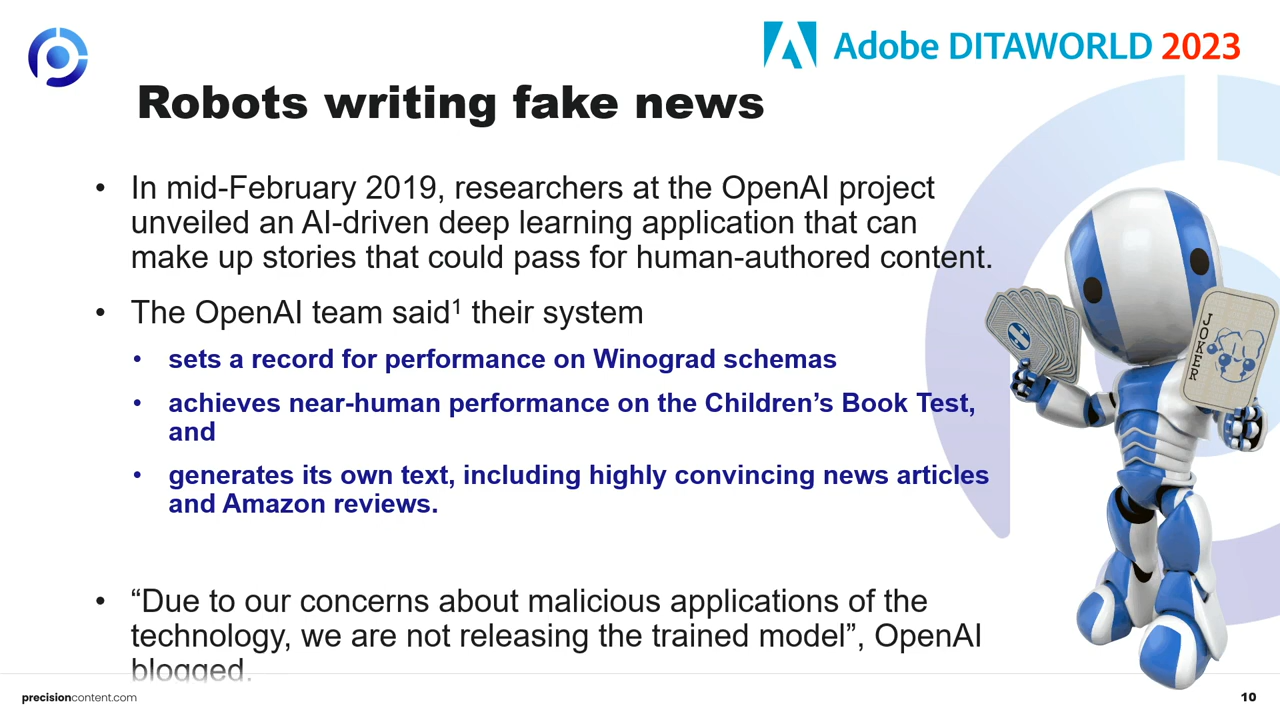 Adobe DITAWORLD 2023
Robots writing fake news
• In mid-February 2019, researchers at the OpenAI project
unveiled an AI-driven deep learning application that can
make up stories that could pass for human-authored content.
• The OpenAI team said¹ their system
• sets a record for performance on Winograd schemas
• achieves near-human performance on the Children’s Book Test,
and
• generates its own text, including highly convincing news articles
and Amazon reviews.
• “Due to our concerns about malicious applications of the
technology, we are not releasing the trained model”, OpenAI
blogged.
JOKER
precisioncontent.com
10